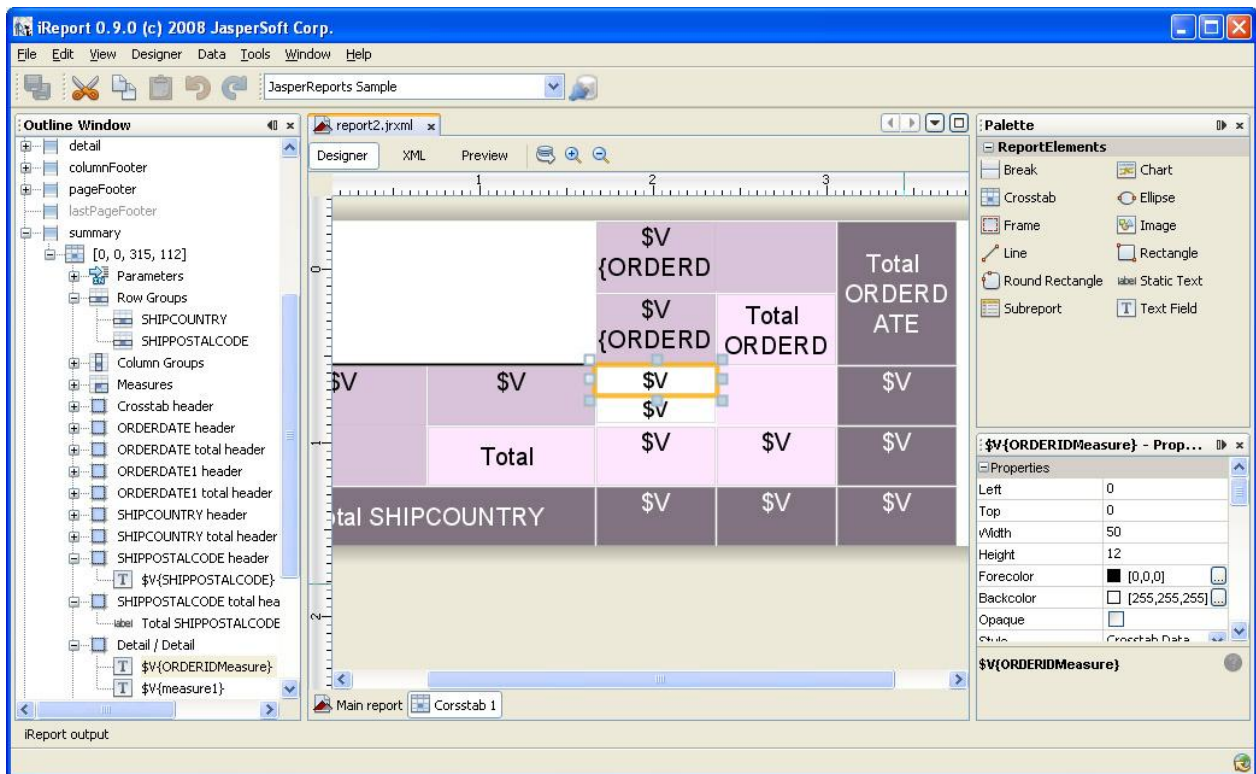 iReport 0.9.0 (c) 2008 JasperSoft Corp.
File Edit View Designer Data Tools Window Help
JasperReports Sample
Outline Window
detail
columnFooter
pageFooter
lastPageFooter
summary
[0, 0, 315, 112]
Parameters
Row Groups
SHIPCOUNTRY
SHIPPOSTALCODE
Column Groups
Measures
Crosstab header
ORDERDATE header
ORDERDATE total header
ORDERDATE1 header
ORDERDATE1 total header
SHIPCOUNTRY header
SHIPCOUNTRY total header
SHIPPOSTALCODE header
$V{SHIPPOSTALCODE}
SHIPPOSTALCODE total hea
label Total SHIPPOSTALCODE
Detail / Detail
T $V{ORDERIDMeasure}
T $V{measure1}
report2.jrxml
Designer XML Preview
1 2 3
0
1
2
$V
{ORDERD
Total
ORDERD
ATE
$V
{ORDERD
Total
ORDERD
$V $V $V $V
$V
Total $V $V $V
tal SHIPCOUNTRY $V $V $V
Main report Corsstab 1
Palette
ReportElements
Break Chart
Crosstab Ellipse
Frame Image
Line Rectangle
Round Rectangle label Static Text
Subreport T Text Field
$V{ORDERIDMeasure} - Prop...
Properties
Left 0
Top 0
Width 50
Height 12
Forecolor [0,0,0] ...
Backcolor [255,255,255] ...
Opaque
Style Crosstab Data
$V{ORDERIDMeasure}
iReport output